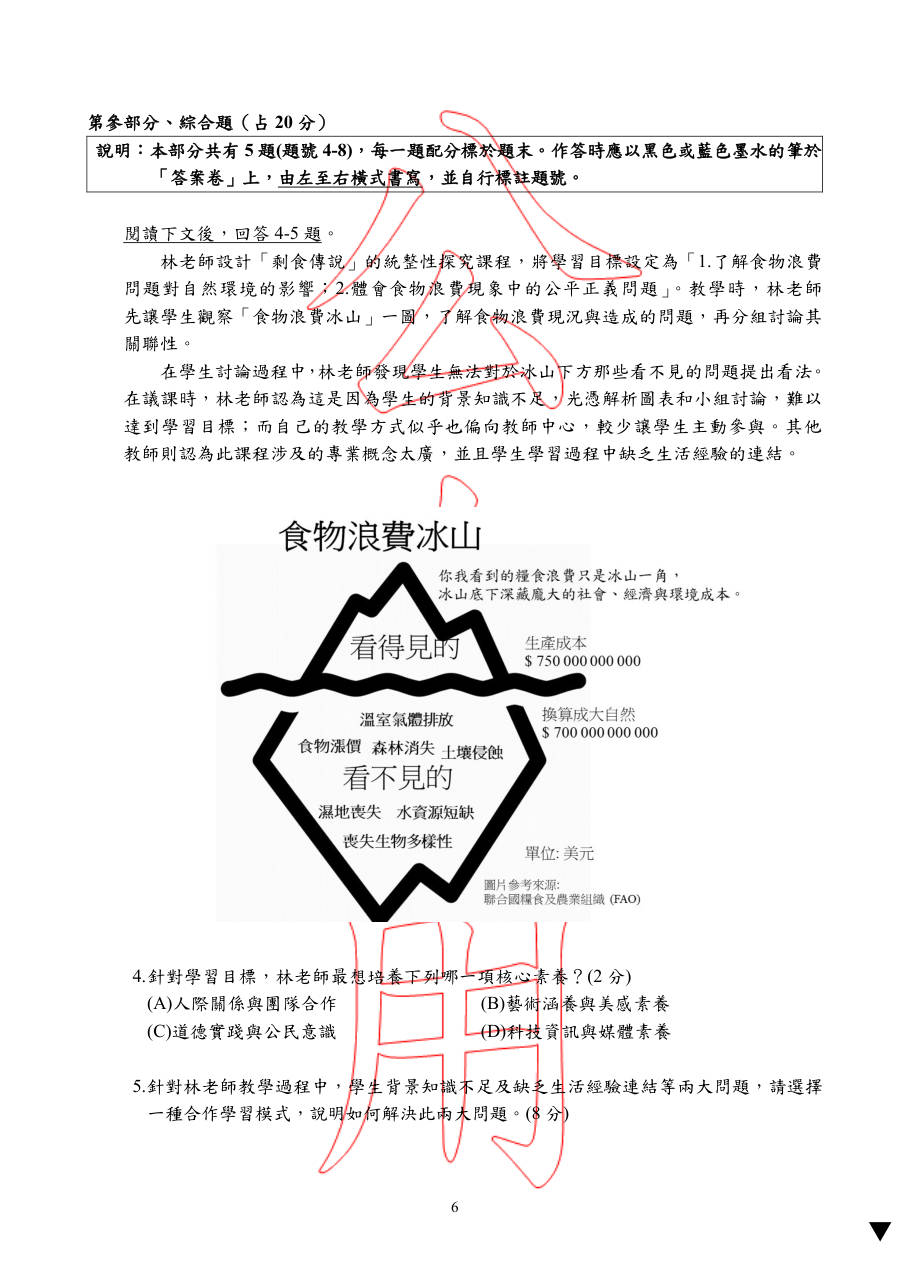 第參部分、綜合題（占 20 分）
說明：本部分共有 5 題(題號 4-8)，每一題配分標於題末。作答時應以黑色或藍色墨水的筆於
「答案卷」上，由左至右橫式書寫，並自行標註題號。
閱讀下文後，回答 4-5 題。
林老師設計「剩食傳說」的統整性探究課程，將學習目標設定為「1.了解食物浪費
問題對自然環境的影響；2.體會食物浪費現象中的公平正義問題」。教學時，林老師
先讓學生觀察「食物浪費冰山」一圖，了解食物浪費現況與造成的問題，再分組討論其
關聯性。
在學生討論過程中，林老師發現學生無法對於冰山下方那些看不見的問題提出看法。
在議課時，林老師認為這是因為學生的背景知識不足，光憑解析圖表和小組討論，難以
達到學習目標；而自己的教學方式似乎也偏向教師中心，較少讓學生主動參與。其他
教師則認為此課程涉及的專業概念太廣，並且學生學習過程中缺乏生活經驗的連結。
食物浪費冰山
你我看到的糧食浪費只是冰山一角，
冰山底下深藏龐大的社會、經濟與環境成本。
看得見的
生產成本
$ 750 000 000 000
換算成大自然
$ 700 000 000 000
溫室氣體排放
食物漲價 森林消失 土壤侵蝕
看不見的
濕地喪失 水資源短缺
喪失生物多樣性
單位: 美元
圖片參考來源:
聯合國糧食及農業組織 (FAO)
4.針對學習目標，林老師最想培養下列哪一項核心素養？(2 分)
(A)人際關係與團隊合作 (B)藝術涵養與美感素養
(C)道德實踐與公民意識 (D)科技資訊與媒體素養
5.針對林老師教學過程中，學生背景知識不足及缺乏生活經驗連結等兩大問題，請選擇
一種合作學習模式，說明如何解決此兩大問題。(8 分)
6
公
用